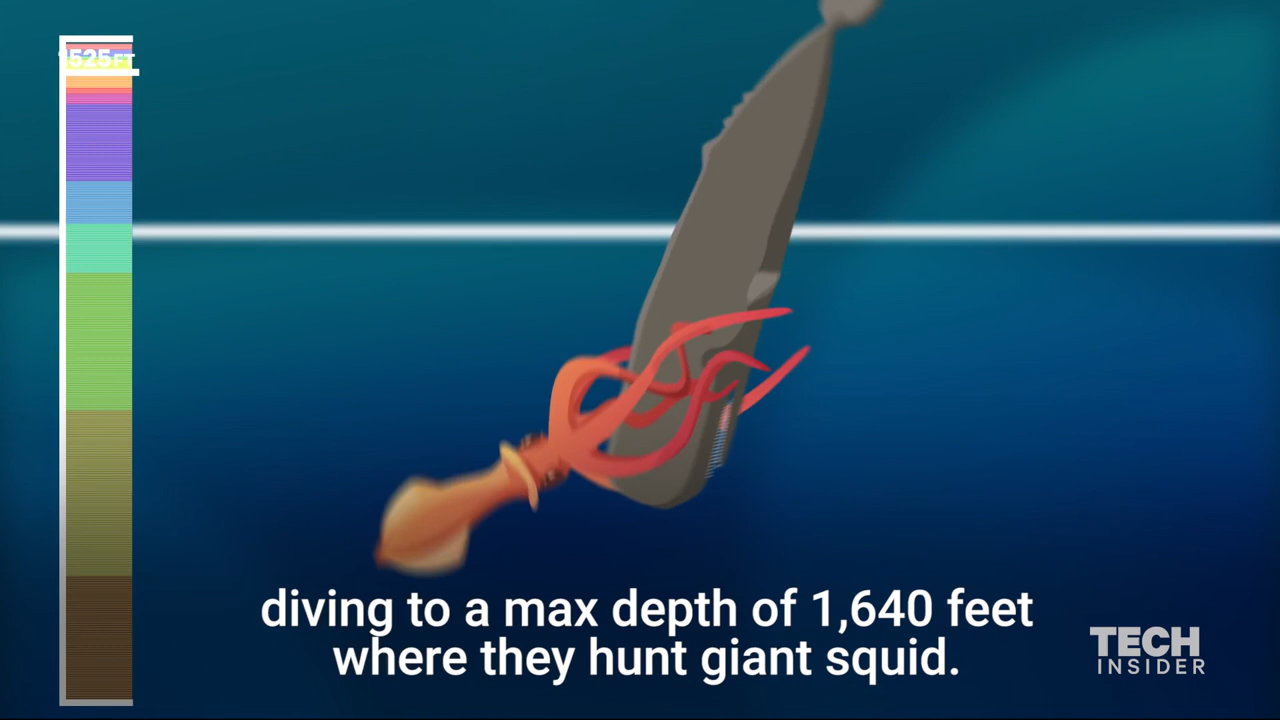 1525FT
diving to a max depth of 1,640 feet
where they hunt giant squid.
TECH
INSIDER